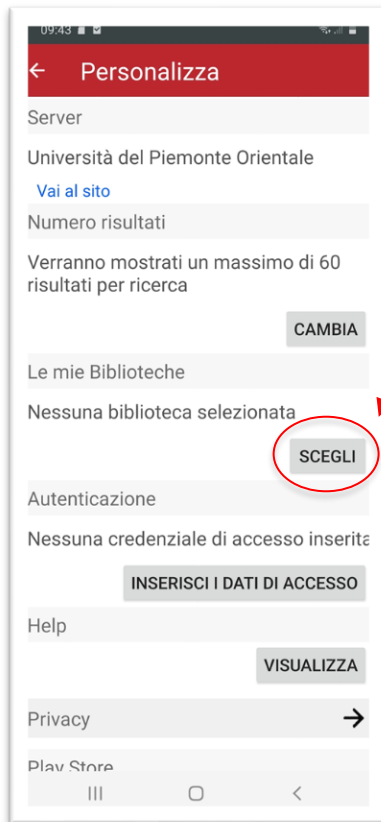 09:43
Personalizza
Server
Università del Piemonte Orientale
Vai al sito
Numero risultati
Verranno mostrati un massimo di 60
risultati per ricerca
CAMBIA
Le mie Biblioteche
Nessuna biblioteca selezionata
SCEGLI
Autenticazione
Nessuna credenziale di accesso inserita
INSERISCI I DATI DI ACCESSO
Help
VISUALIZZA
Privacy
Play Store